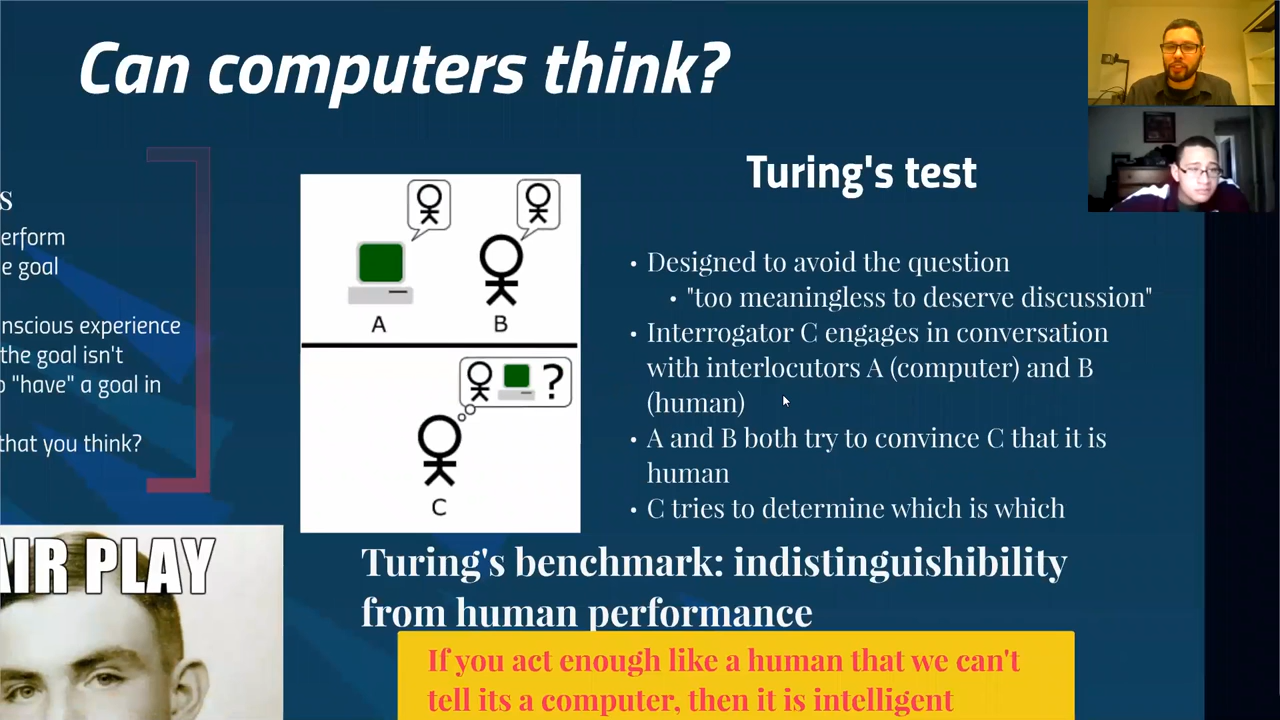 Can computers think?
s
erform
e goal
nscious experience
the goal isn't
o "have" a goal in
that you think?
A
B
?
C
Turing's test
• Designed to avoid the question
• "too meaningless to deserve discussion"
• Interrogator C engages in conversation
with interlocutors A (computer) and B
(human)
• A and B both try to convince C that it is
human
• C tries to determine which is which
AIR PLAY
Turing's benchmark: indistinguishibility
from human performance
If you act enough like a human that we can't
tell its a computer, then it is intelligent